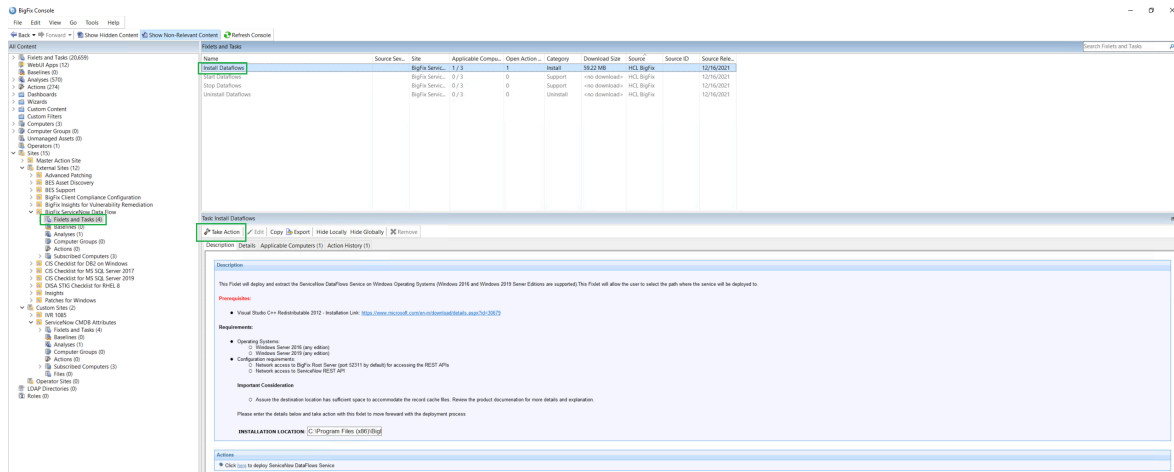 BigFix Console
File Edit View Go Tools Help
Back Forward Show Hidden Content Show Non-Relevant Content Refresh Console
All Content
Fixlets and Tasks
Search Fixlets and Tasks
Fixlets and Tasks (20,659)
WebUI Apps (12)
Baselines (0)
Analyses (570)
Actions (274)
Dashboards
Wizards
Custom Content
Custom Filters
Computers (3)
Computer Groups (0)
Unmanaged Assets (0)
Operators (1)
Sites (15)
Master Action Site
External Sites (12)
Advanced Patching
BES Asset Discovery
BES Support
BigFix Client Compliance Configuration
BigFix Insights for Vulnerability Remediation
BigFix ServiceNow Data Flow
Fixlets and Tasks (4)
Baselines (0)
Analyses (1)
Computer Groups (0)
Actions (0)
Subscribed Computers (3)
CIS Checklist for DB2 on Windows
CIS Checklist for MS SQL Server 2017
CIS Checklist for MS SQL Server 2019
DISA STIG Checklist for RHEL 8
Insights
Patches for Windows
Custom Sites (2)
IVR 1085
ServiceNow CMDB Attributes
Fixlets and Tasks (4)
Baselines (0)
Analyses (1)
Computer Groups (0)
Actions (0)
Subscribed Computers (3)
Files (0)
Operator Sites (0)
LDAP Directories (0)
Roles (0)
Name Source Sev... Site Applicable Compu... Open Action ... Category Download Size Source Source ID Source Rele...
Install Dataflows BigFix Servic... 1 / 3 1 Install 59.22 MB HCL BigFix 12/16/2021
Start Dataflows BigFix Servic... 0 / 3 0 Support <no download> HCL BigFix 12/16/2021
Stop Dataflows BigFix Servic... 0 / 3 0 Support <no download> HCL BigFix 12/16/2021
Uninstall Dataflows BigFix Servic... 0 / 3 0 Uninstall <no download> HCL BigFix 12/16/2021
Task: Install Dataflows
Take Action Edit Copy Export Hide Locally Hide Globally Remove
Description Details Applicable Computers (1) Action History (1)
Description
This Fixlet will deploy and extract the ServiceNow DataFlows Service on Windows Operating Systems (Windows 2016 and Windows 2019 Server Editions are supported).This Fixlet will allow the user to select the path where the service will be deployed to.
Prerequisites:
Visual Studio C++ Redistributable 2012 - Installation Link: https://www.microsoft.com/en-in/download/details.aspx?id=30679
Requirements:
Operating Systems:
Windows Server 2016 (any edition)
Windows Server 2019 (any edition)
Configuration requirements:
Network access to BigFix Root Server (port 52311 by default) for accessing the REST APIs
Network access to ServiceNow REST API
Important Consideration
Assure the destination location has sufficient space to accommodate the record cache files. Review the product documenation for more details and explanation.
Please enter the details below and take action with this fixlet to move foreward with the deployment process
INSTALLATION LOCATION: C:\Program Files (x86)\BigI
Actions
Click here to deploy ServiceNow DataFlows Service